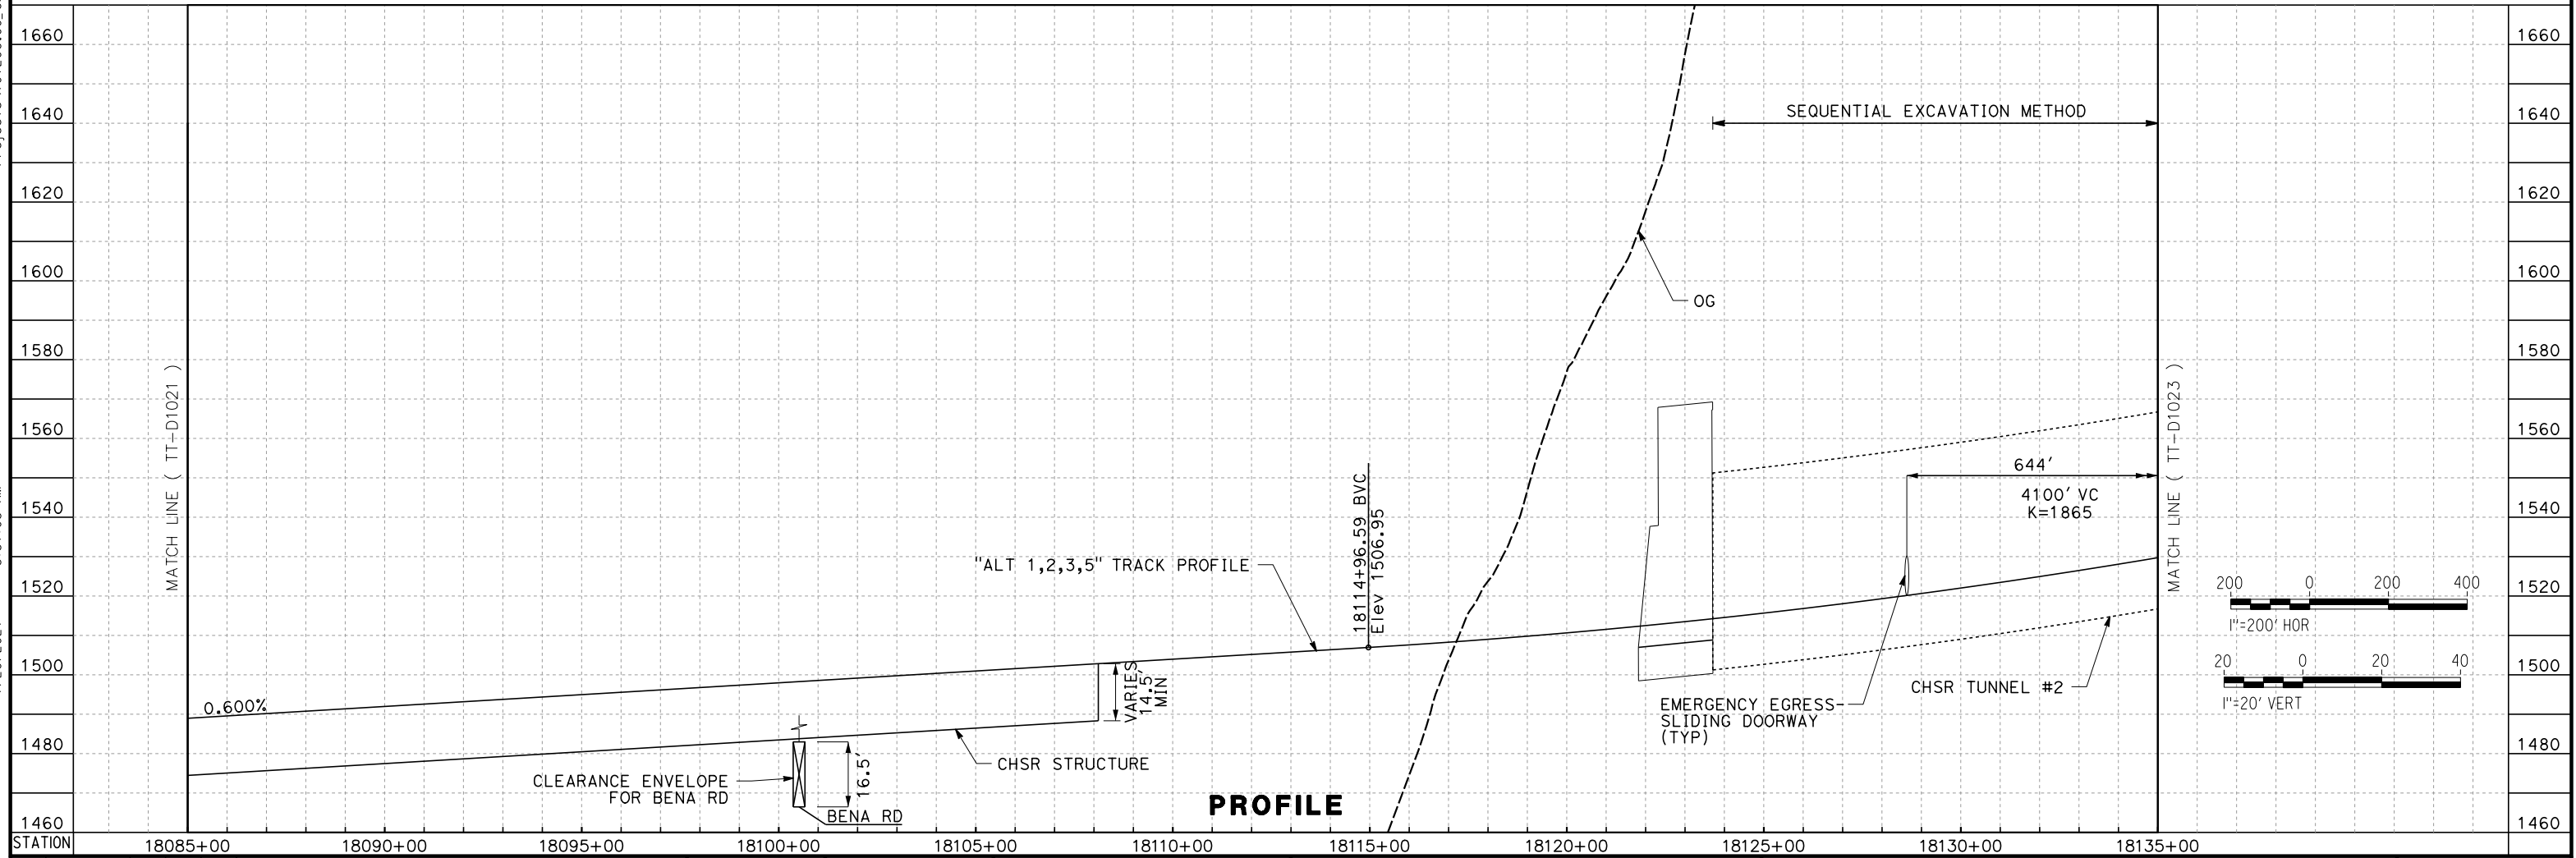 1660
1660
SEQUENTIAL EXCAVATION METHOD
1640
1640
1620
1620
1600
OG
1600
1580
1580
MATCH LINE ( TT-D1021 )
MATCH LINE ( TT-D1023 )
1560
1560
644'
4100' VC
K=1865
1540
1540
18114+96.59 BVC
Elev 1506.95
"ALT 1,2,3,5" TRACK PROFILE
1520
1520
200 0 200 400
1"=200' HOR
1500
1500
20 0 20 40
1"=20' VERT
0.600%
VARIES
14.5'
MIN
EMERGENCY EGRESS-
SLIDING DOORWAY
(TYP)
CHSR TUNNEL #2
1480
1480
CHSR STRUCTURE
CLEARANCE ENVELOPE
FOR BENA RD
16.5'
BENA RD
PROFILE
1460
1460
STATION 18085+00 18090+00 18095+00 18100+00 18105+00 18110+00 18115+00 18120+00 18125+00 18130+00 18135+00